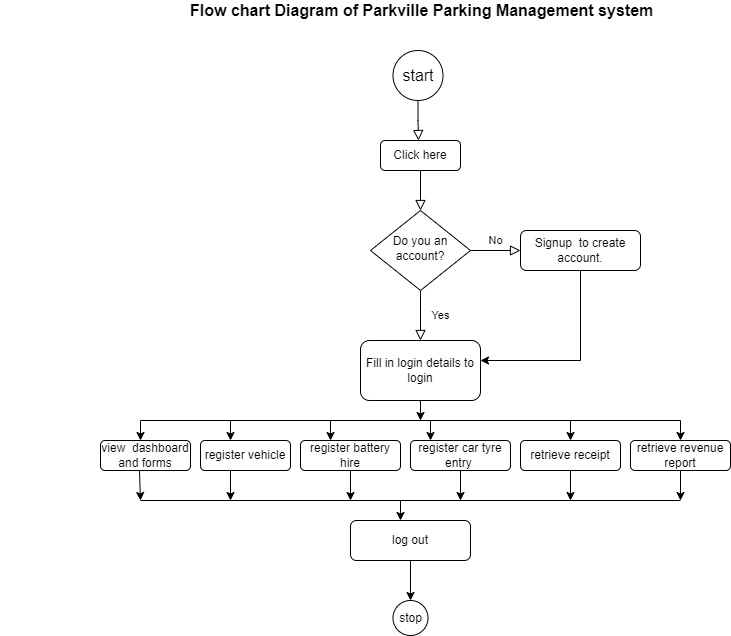 Flow chart Diagram of Parkville Parking Management system
start
Click here
Do you an
account?
No
Signup to create
account.
Yes
Fill in login details to
login
view dashboard
and forms
register vehicle
register battery
hire
register car tyre
entry
retrieve receipt
retrieve revenue
report
log out
stop